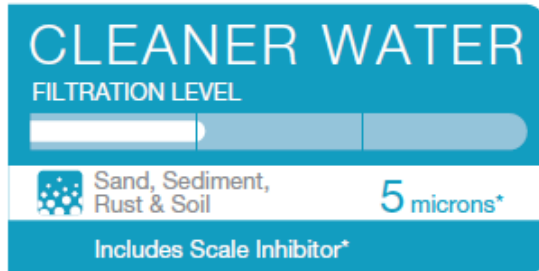 CLEANER WATER
FILTRATION LEVEL
Sand, Sediment,
Rust & Soil
5 microns*
Includes Scale Inhibitor*